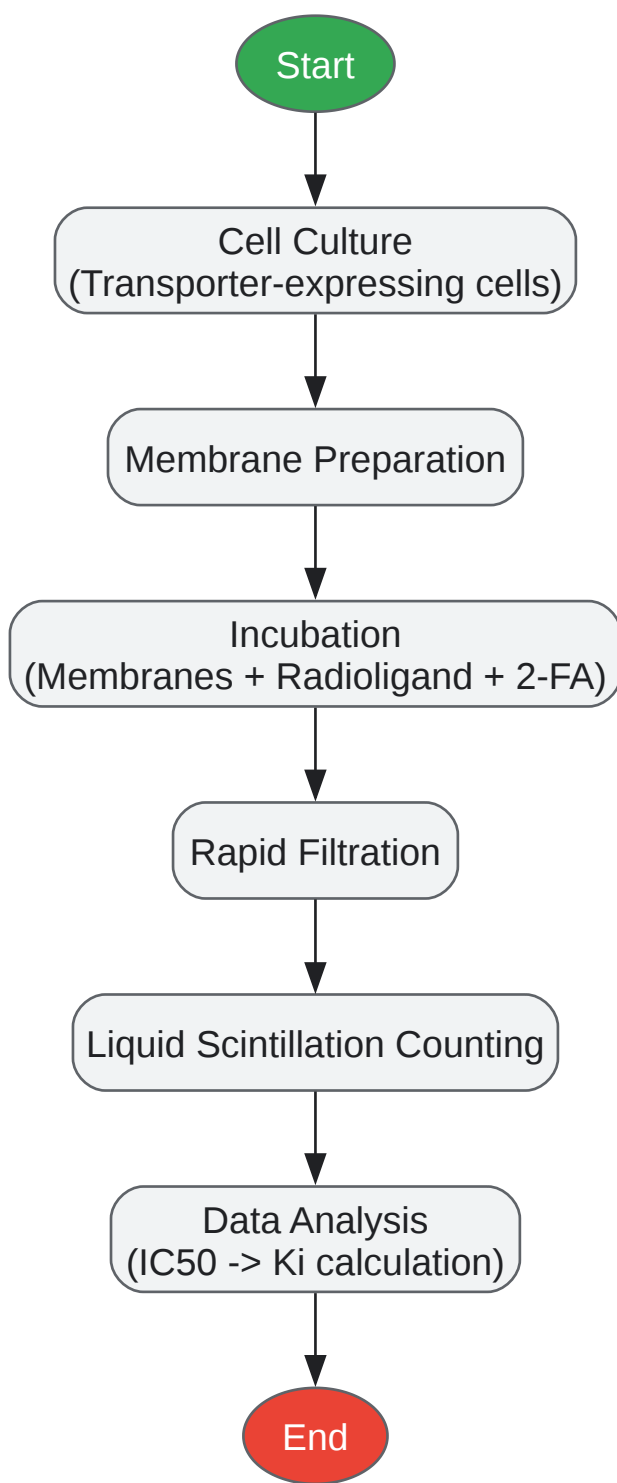 Start
Cell Culture
(Transporter-expressing cells)
Membrane Preparation
Incubation
(Membranes + Radioligand + 2-FA)
Rapid Filtration
Liquid Scintillation Counting
Data Analysis
(IC50 -> Ki calculation)
End